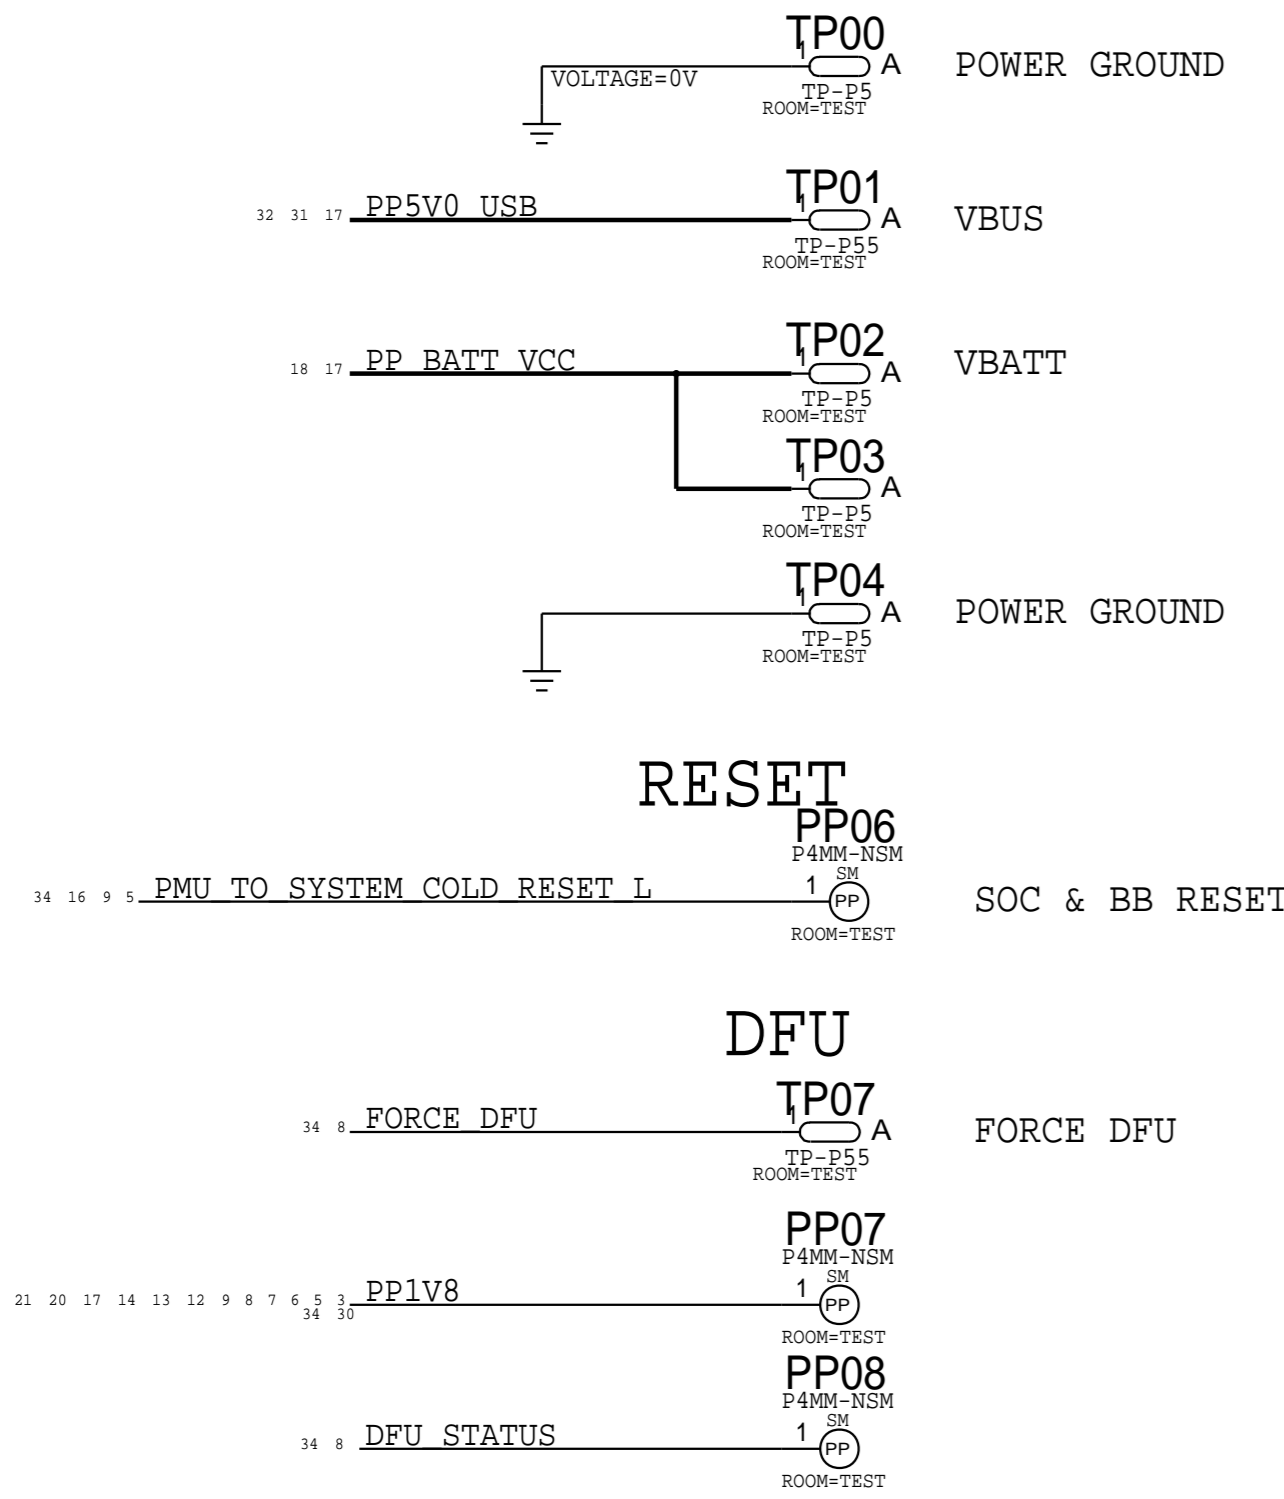 TP00
1
A POWER GROUND
VOLTAGE=0V
TP-P5
ROOM=TEST
TP01
32 31 17 PP5V0_USB 1 A VBUS
TP-P55
ROOM=TEST
TP02
18 17 PP_BATT_VCC 1 A VBATT
TP-P5
ROOM=TEST
TP03
1 A
TP-P5
ROOM=TEST
TP04
1 A POWER GROUND
TP-P5
ROOM=TEST
RESET
PP06
P4MM-NSM
SM
34 16 9 5 PMU_TO_SYSTEM_COLD_RESET_L 1 PP SOC & BB RESET
ROOM=TEST
DFU
TP07
34 8 FORCE_DFU 1 A FORCE DFU
TP-P55
ROOM=TEST
PP07
P4MM-NSM
SM
21 20 17 14 13 12 9 8 7 6 5 3 PP1V8 1 PP
34 30
ROOM=TEST
PP08
P4MM-NSM
SM
34 8 DFU_STATUS 1 PP
ROOM=TEST